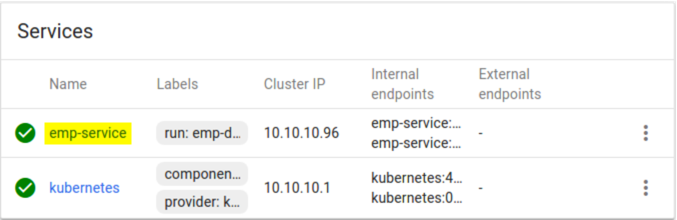 Services
Name Labels Cluster IP Internal endpoints External endpoints
emp-service run: emp-d... 10.10.10.96 emp-service:... -
emp-service:...
kubernetes componen... 10.10.10.1 kubernetes:4... -
provider: k... kubernetes:0...